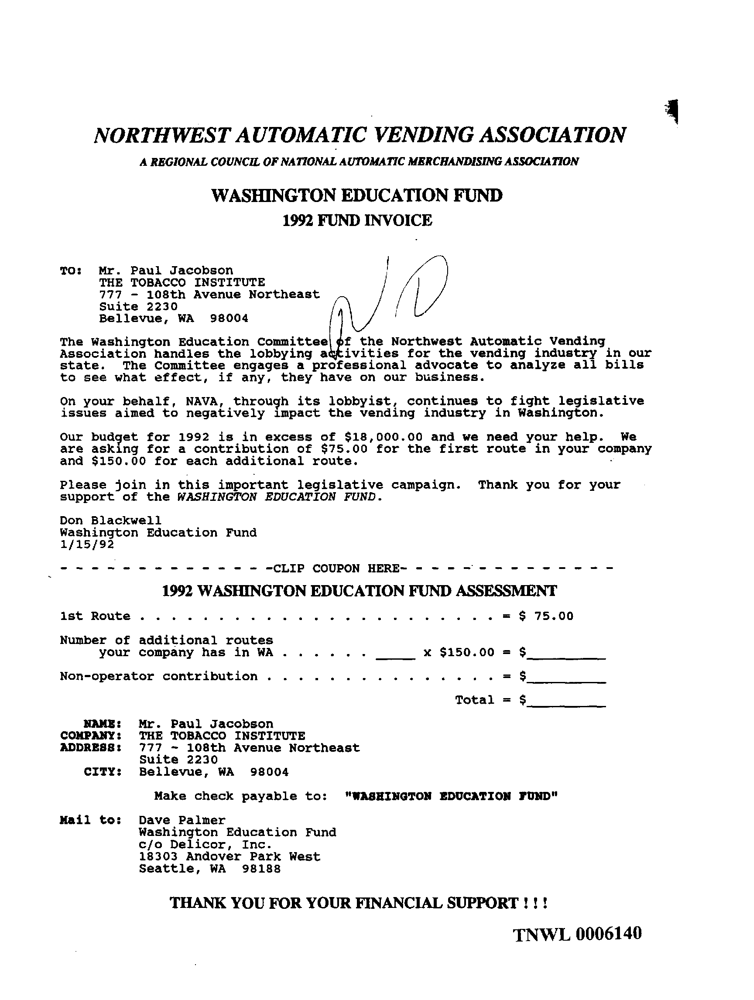 NORTHWEST AUTOMATIC VENDING ASSOCIATION
A REGIONAL COUNCIL OF NATIONAL AUTOMATIC MERCHANDISING ASSOCIATION
WASHINGTON EDUCATION FUND
1992 FUND INVOICE
TO: Mr. Paul Jacobson
THE TOBACCO INSTITUTE
777 - 108th Avenue Northeast
Suite 2230
Bellevue, WA 98004
NO
The Washington Education Committee of the Northwest Automatic Vending
Association handles the lobbying activities for the vending industry in our
state. The Committee engages a professional advocate to analyze all bills
to see what effect, if any, they have on our business.
On your behalf, NAVA, through its lobbyist, continues to fight legislative
issues aimed to negatively impact the vending industry in Washington.
Our budget for 1992 is in excess of $18,000.00 and we need your help. We
are asking for a contribution of $75.00 for the first route in your company
and $150.00 for each additional route.
Please join in this important legislative campaign. Thank you for your
support of the WASHINGTON EDUCATION FUND.
Don Blackwell
Washington Education Fund
1/15/92
- - - - - - - - - - - - - -CLIP COUPON HERE- - - - - - - - - - - - - -
1992 WASHINGTON EDUCATION FUND ASSESSMENT
1st Route . . . . . . . . . . . . . . . . . . . . . . . = $ 75.00
Number of additional routes
your company has in WA . . . . . . _____ x $150.00 = $__________
Non-operator contribution . . . . . . . . . . . . . . . = $__________
Total = $__________
NAME: Mr. Paul Jacobson
COMPANY: THE TOBACCO INSTITUTE
ADDRESS: 777 - 108th Avenue Northeast
Suite 2230
CITY: Bellevue, WA 98004
Make check payable to: "WASHINGTON EDUCATION FUND"
Mail to: Dave Palmer
Washington Education Fund
c/o Delicor, Inc.
18303 Andover Park West
Seattle, WA 98188
THANK YOU FOR YOUR FINANCIAL SUPPORT ! ! !
TNWL 0006140